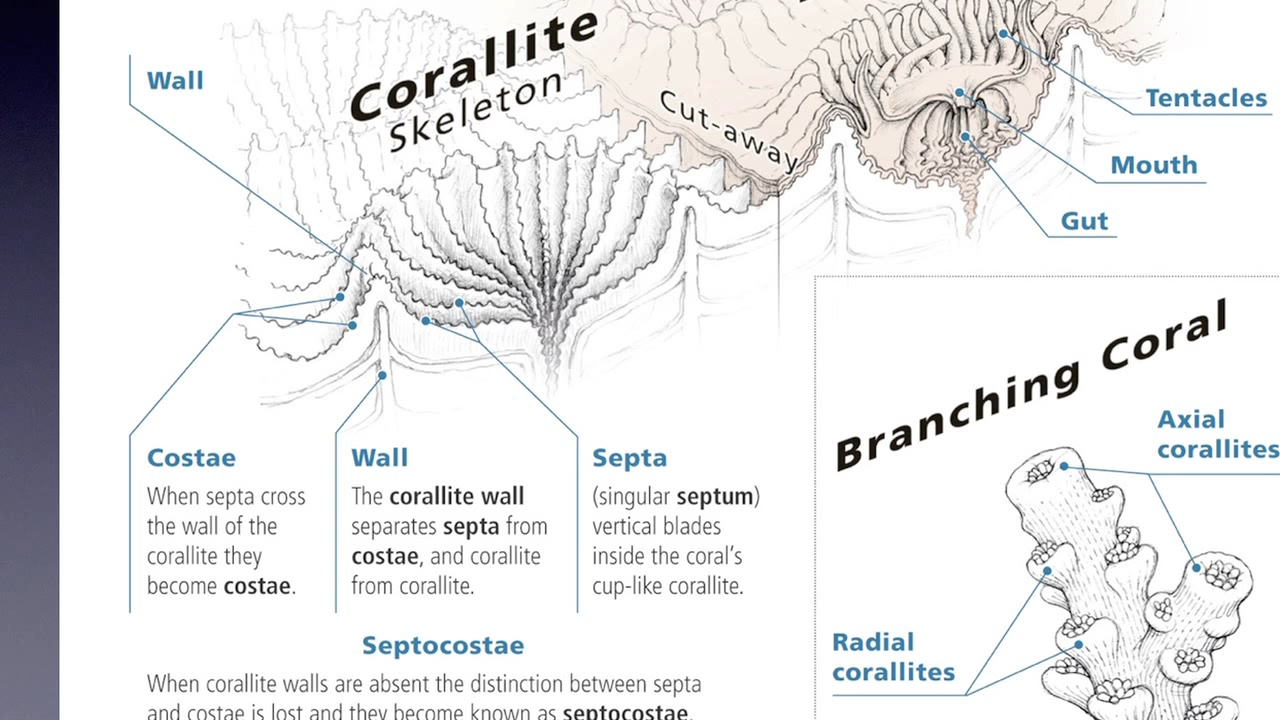 Wall
Corallite
Skeleton
Cut-away
Tentacles
Mouth
Gut
Costae
When septa cross
the wall of the
corallite they
become costae.
Wall
The corallite wall
separates septa from
costae, and corallite
from corallite.
Septa
(singular septum)
vertical blades
inside the coral's
cup-like corallite.
Septocostae
When corallite walls are absent the distinction between septa
and costae is lost and they become known as septocostae.
Branching Coral
Axial
corallites
Radial
corallites